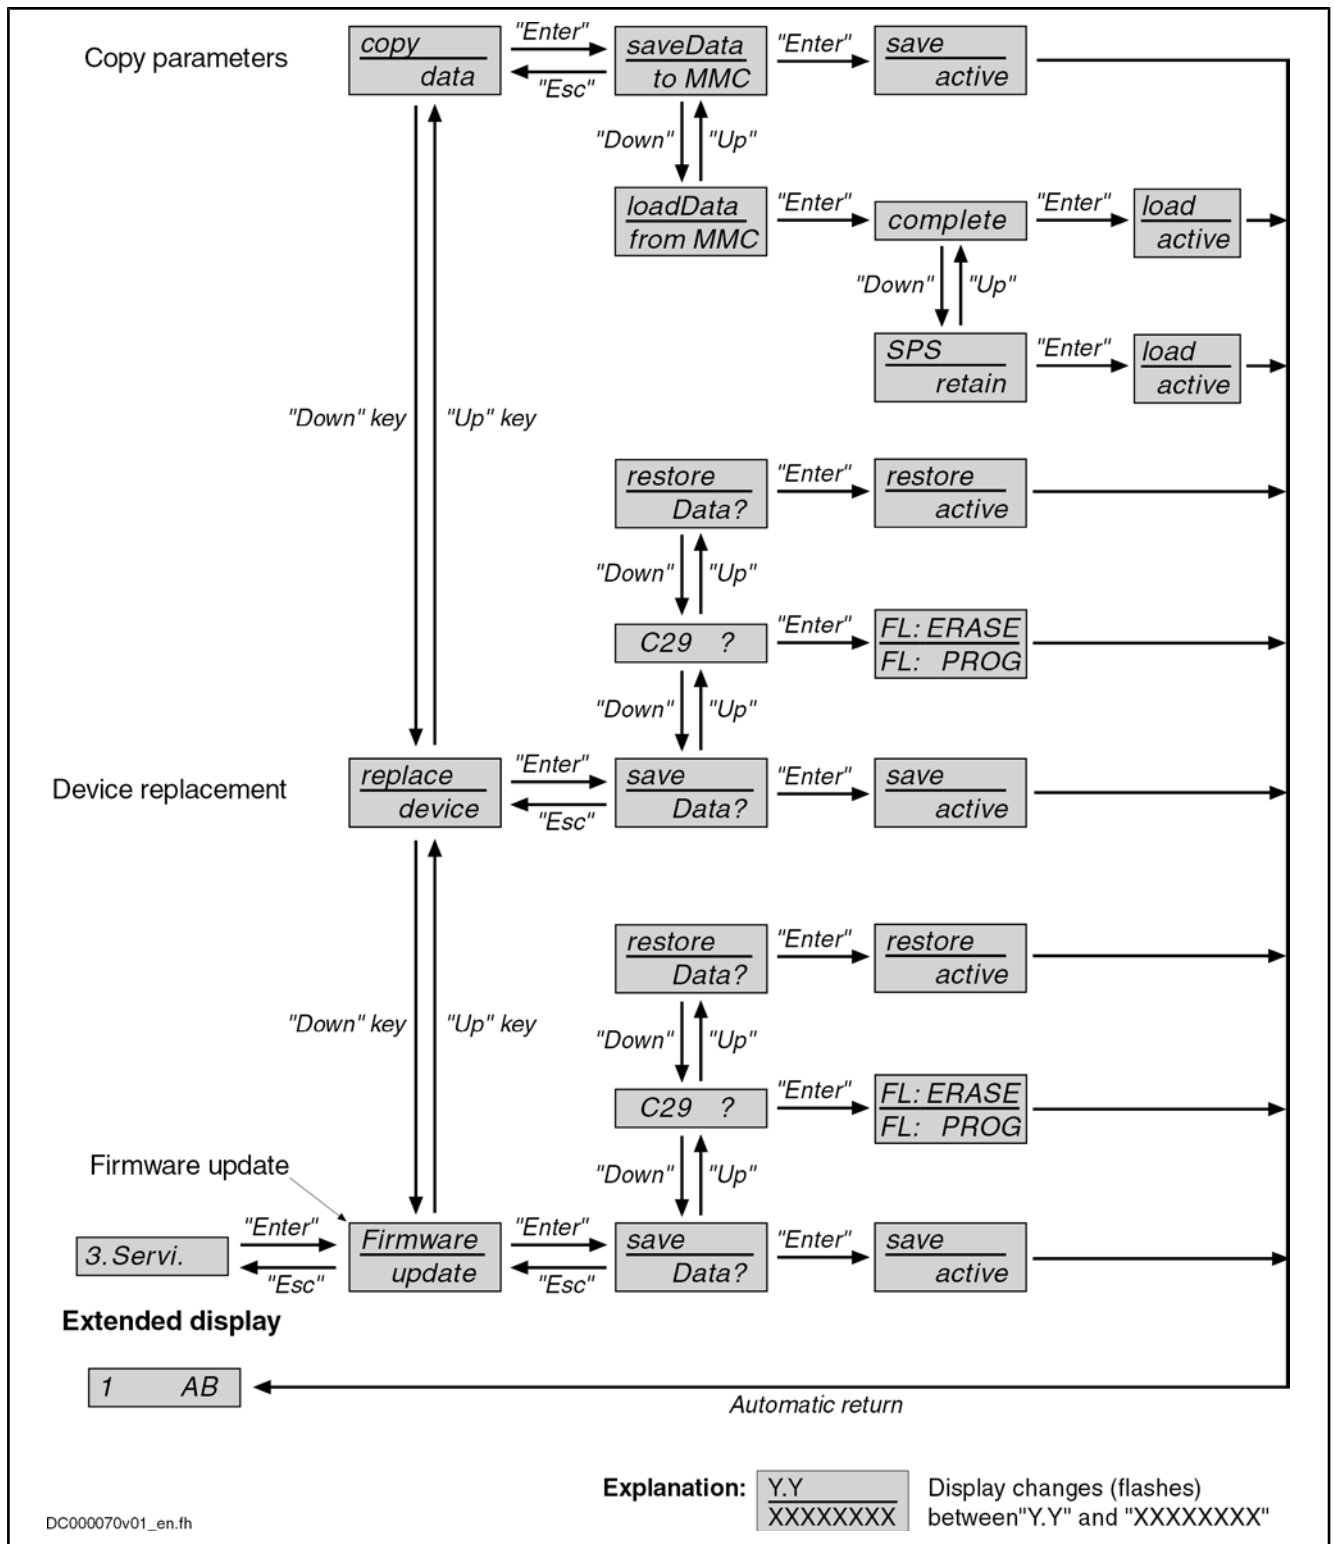 Copy parameters
copy
data
"Enter"
"Esc"
saveData
to MMC
"Enter"
save
active
"Down"
"Up"
loadData
from MMC
"Enter"
complete
"Enter"
load
active
"Down"
"Up"
SPS
retain
"Enter"
load
active
"Down" key
"Up" key
restore
Data?
"Enter"
restore
active
"Down"
"Up"
C29 ?
"Enter"
FL: ERASE
FL: PROG
"Down"
"Up"
Device replacement
replace
device
"Enter"
"Esc"
save
Data?
"Enter"
save
active
restore
Data?
"Enter"
restore
active
"Down" key
"Up" key
"Down"
"Up"
C29 ?
"Enter"
FL: ERASE
FL: PROG
"Down"
"Up"
Firmware update
3.Servi.
"Enter"
"Esc"
Firmware
update
"Enter"
"Esc"
save
Data?
"Enter"
save
active
Extended display
1 AB
Automatic return
Explanation:
Y.Y
XXXXXXXX
Display changes (flashes)
between"Y.Y" and "XXXXXXXX"
DC000070v01_en.fh